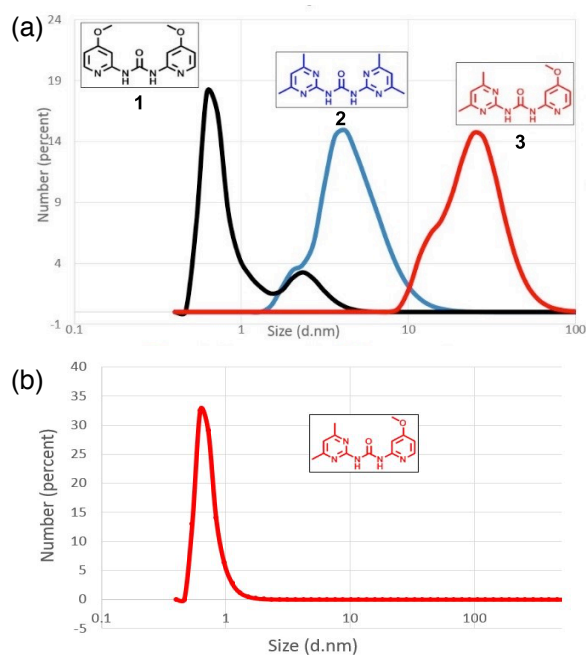 (a)
24
19
14
9
4
-1
Number (percent)
O O
O
N N N N
H H
1
N O N
N N N N
H H
2
O
N O
N N N N
H H
3
0.1 1 10 100
Size (d.nm)
(b)
40
35
30
25
20
15
10
5
0
-5
Number (percent)
O
N O
N N N N
H H
0.1 1 10 100
Size (d.nm)